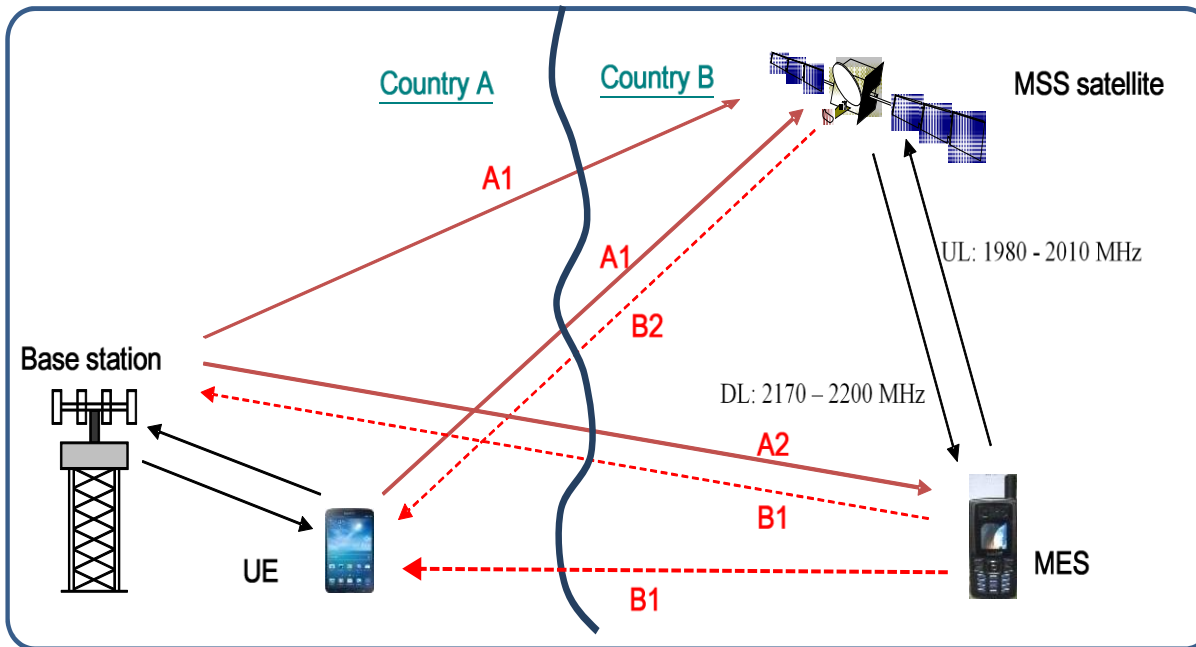 Country A
Country B
MSS satellite
A1
A1
UL: 1980 - 2010 MHz
B2
Base station
DL: 2170 – 2200 MHz
A2
B1
UE
MES
B1